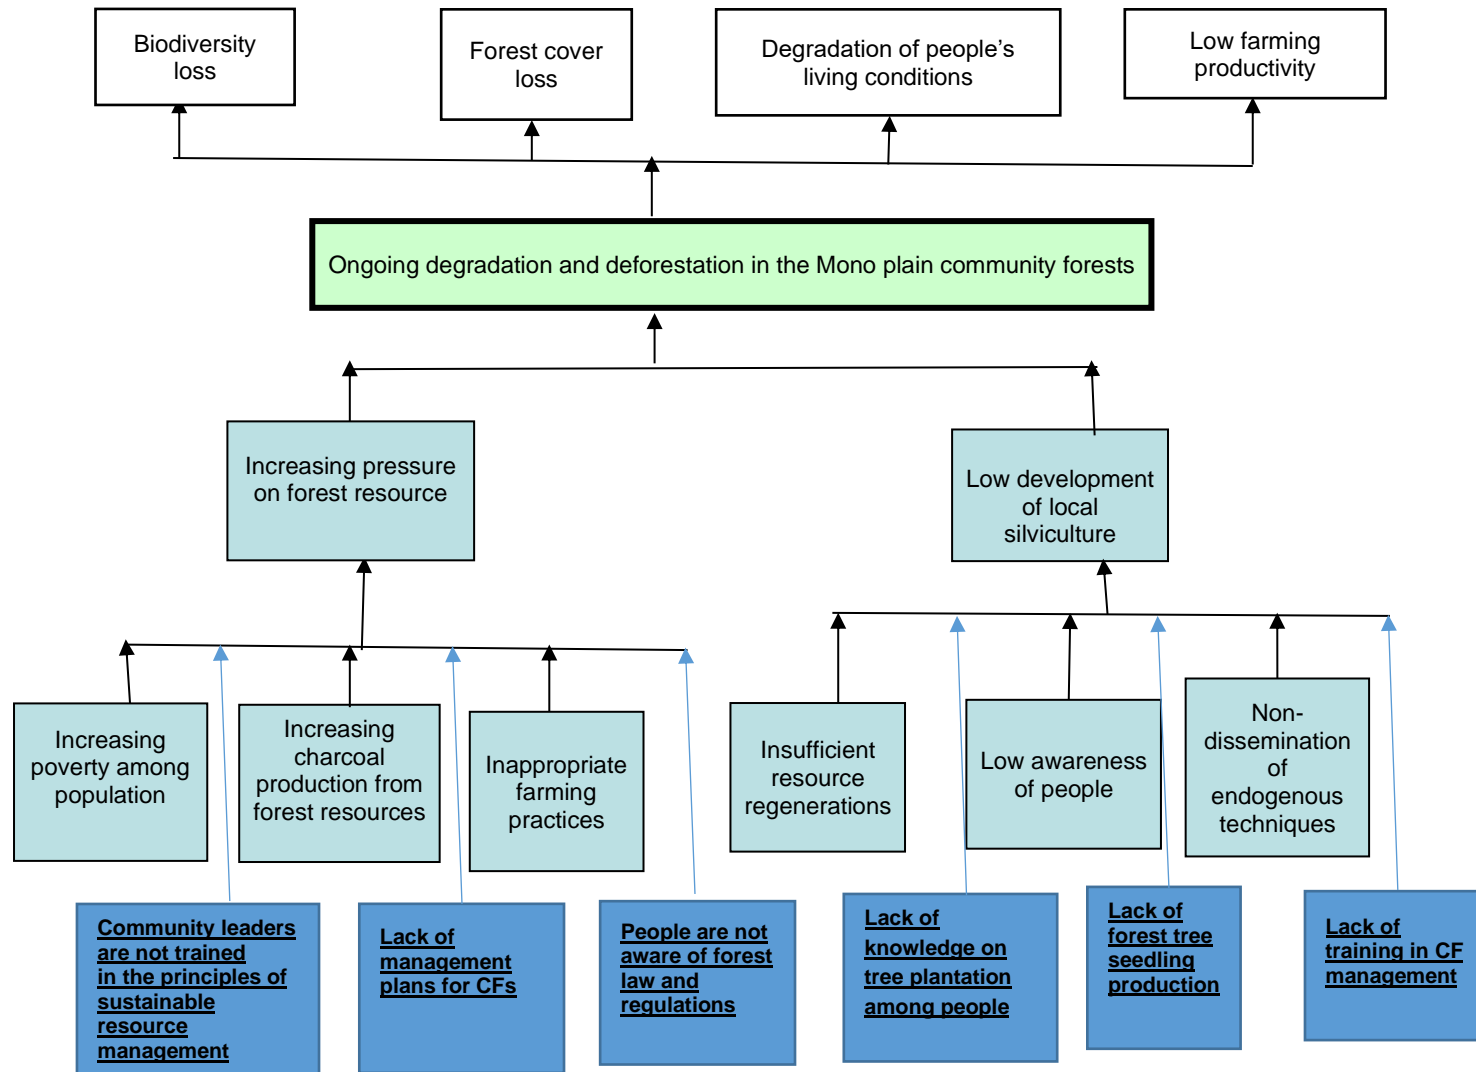 Biodiversity
loss
Forest cover
loss
Degradation of people’s
living conditions
Low farming
productivity
Ongoing degradation and deforestation in the Mono plain community forests
Increasing pressure
on forest resource
Low development
of local
silviculture
Increasing
poverty among
population
Increasing
charcoal
production from
forest resources
Inappropriate
farming
practices
Insufficient
resource
regenerations
Low awareness
of people
Non-
dissemination
of
endogenous
techniques
Community leaders
are not trained
in the principles of
sustainable
resource
management
Lack of
management
plans for CFs
People are not
aware of forest
law and
regulations
Lack of
knowledge on
tree plantation
among people
Lack of
forest tree
seedling
production
Lack of
training in CF
management